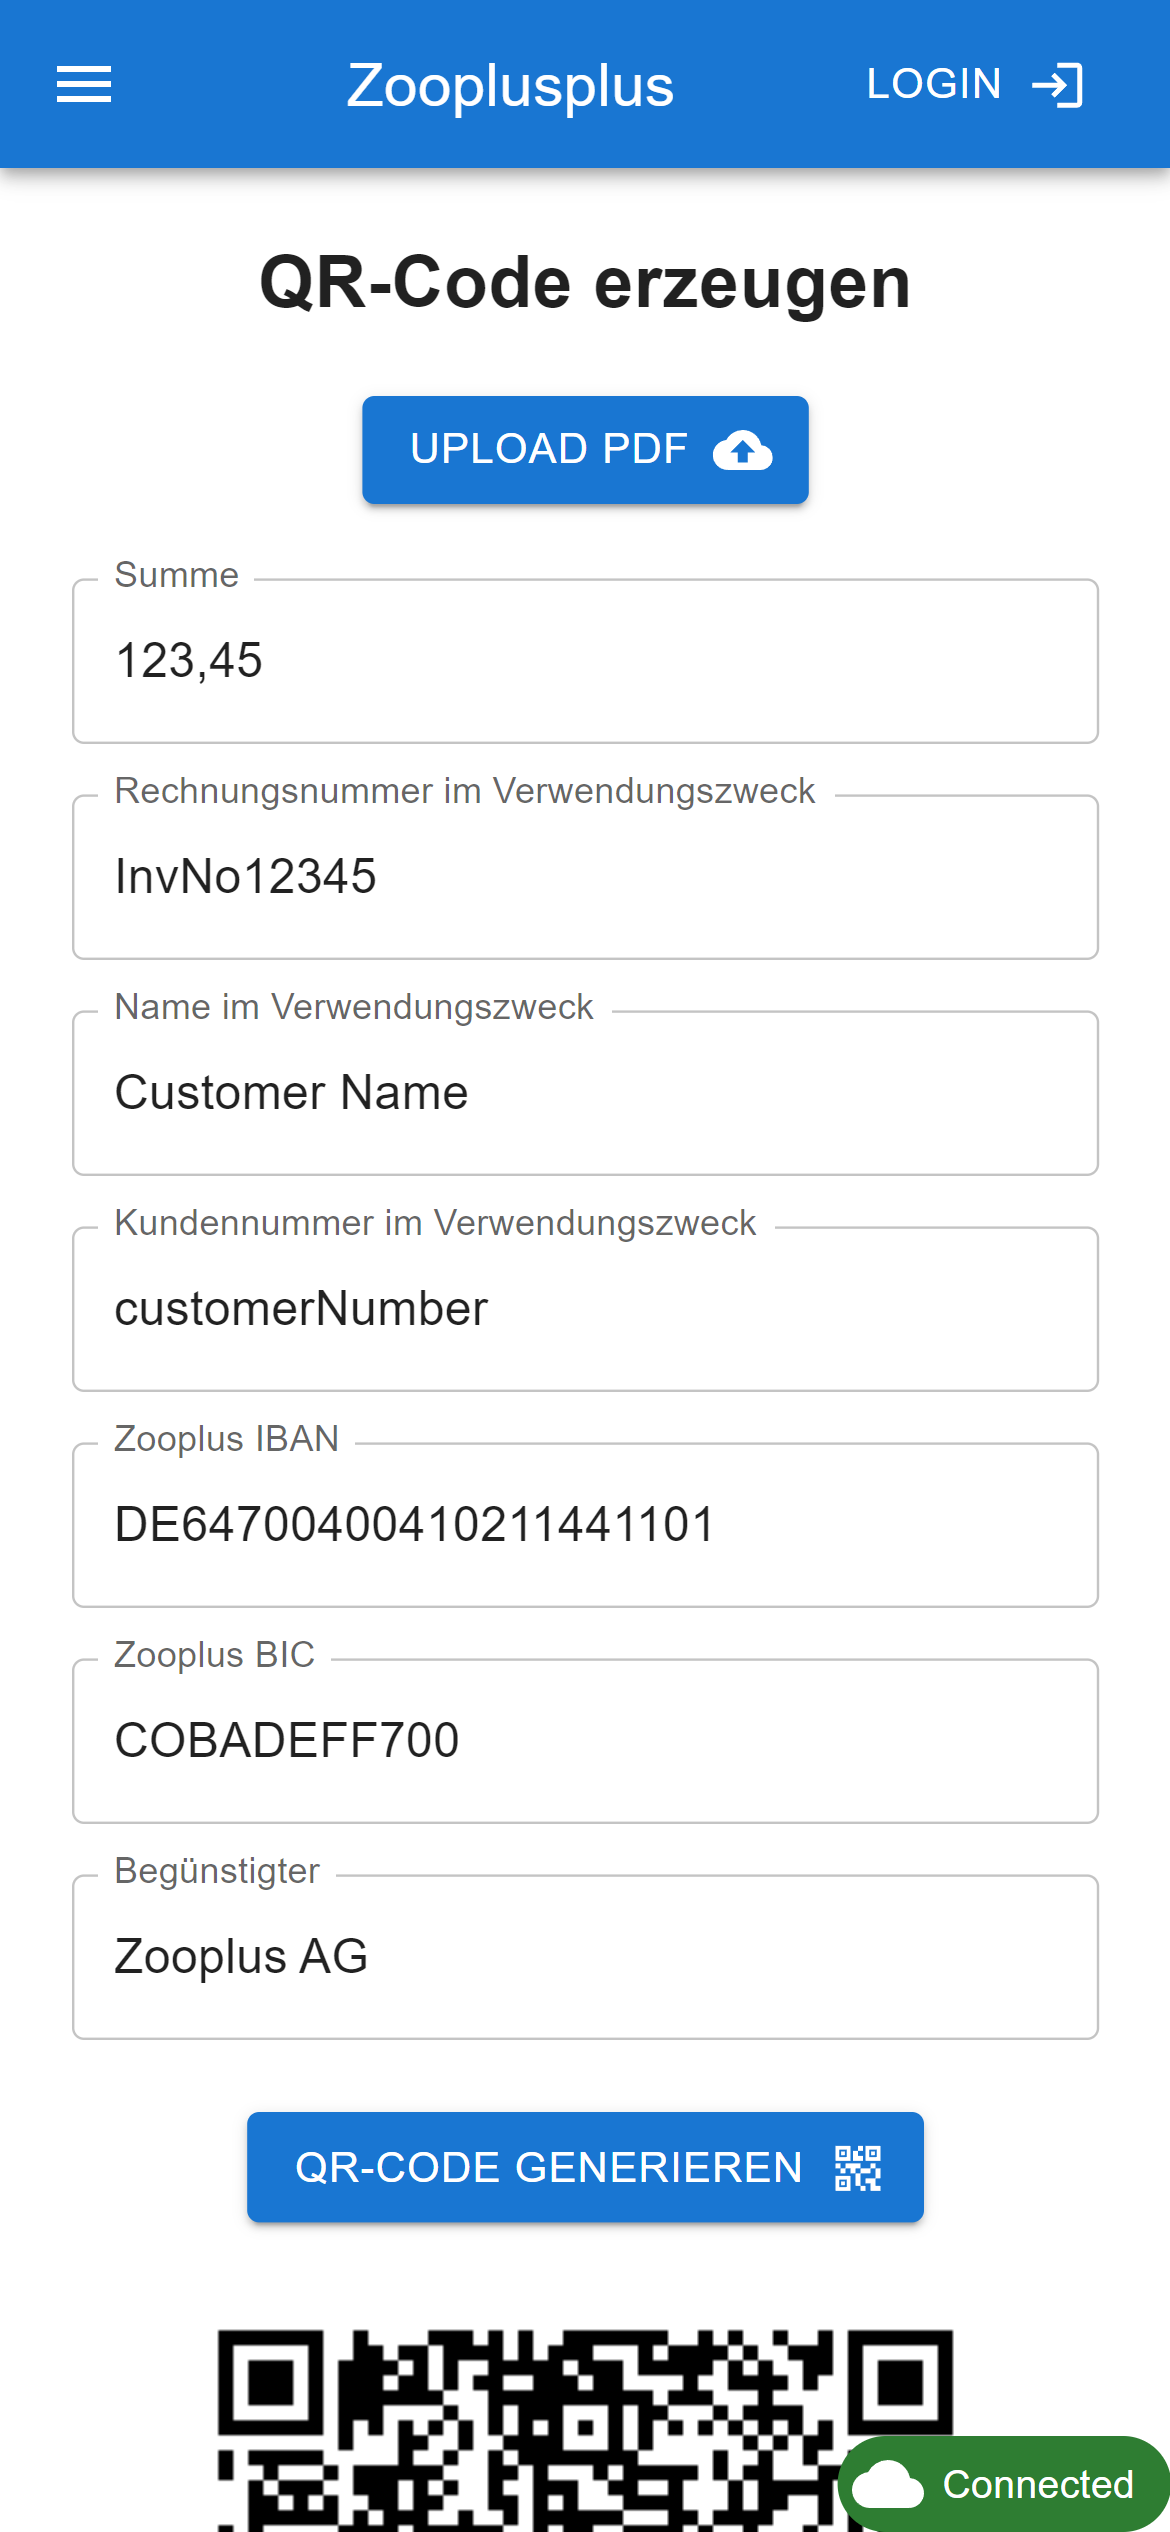 Zooplusplus
LOGIN
QR-Code erzeugen
UPLOAD PDF
Summe
123,45
Rechnungsnummer im Verwendungszweck
InvNo12345
Name im Verwendungszweck
Customer Name
Kundennummer im Verwendungszweck
customerNumber
Zooplus IBAN
DE64700400410211441101
Zooplus BIC
COBADEFF700
Begünstigter
Zooplus AG
QR-CODE GENERIEREN
Connected